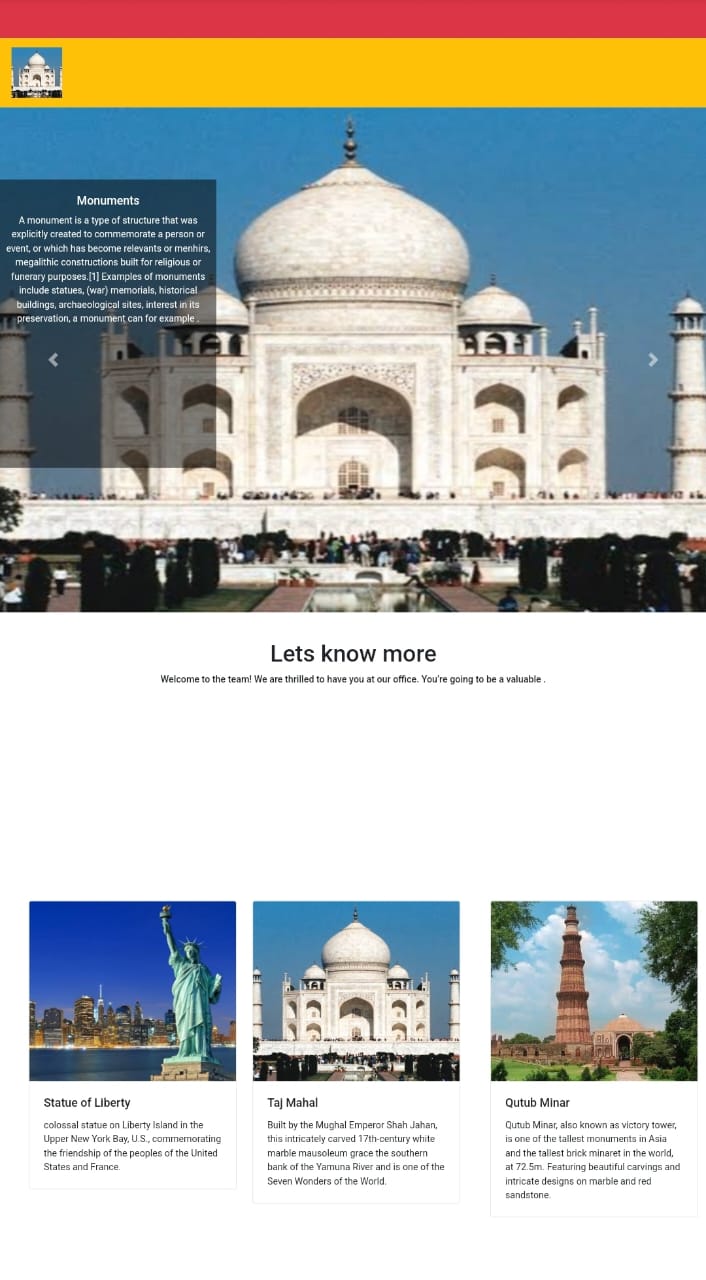 Monuments
A monument is a type of structure that was
explicitly created to commemorate a person or
event, or which has become relevants or menhirs,
megalithic constructions built for religious or
funerary purposes.[1] Examples of monuments
include statues, (war) memorials, historical
buildings, archaeological sites, interest in its
preservation, a monument can for example .
Lets know more
Welcome to the team! We are thrilled to have you at our office. You're going to be a valuable .
Statue of Liberty
colossal statue on Liberty Island in the
Upper New York Bay, U.S., commemorating
the friendship of the peoples of the United
States and France.
Taj Mahal
Built by the Mughal Emperor Shah Jahan,
this intricately carved 17th-century white
marble mausoleum grace the southern
bank of the Yamuna River and is one of the
Seven Wonders of the World.
Qutub Minar
Qutub Minar, also known as victory tower,
is one of the tallest monuments in Asia
and the tallest brick minaret in the world,
at 72.5m. Featuring beautiful carvings and
intricate designs on marble and red
sandstone.